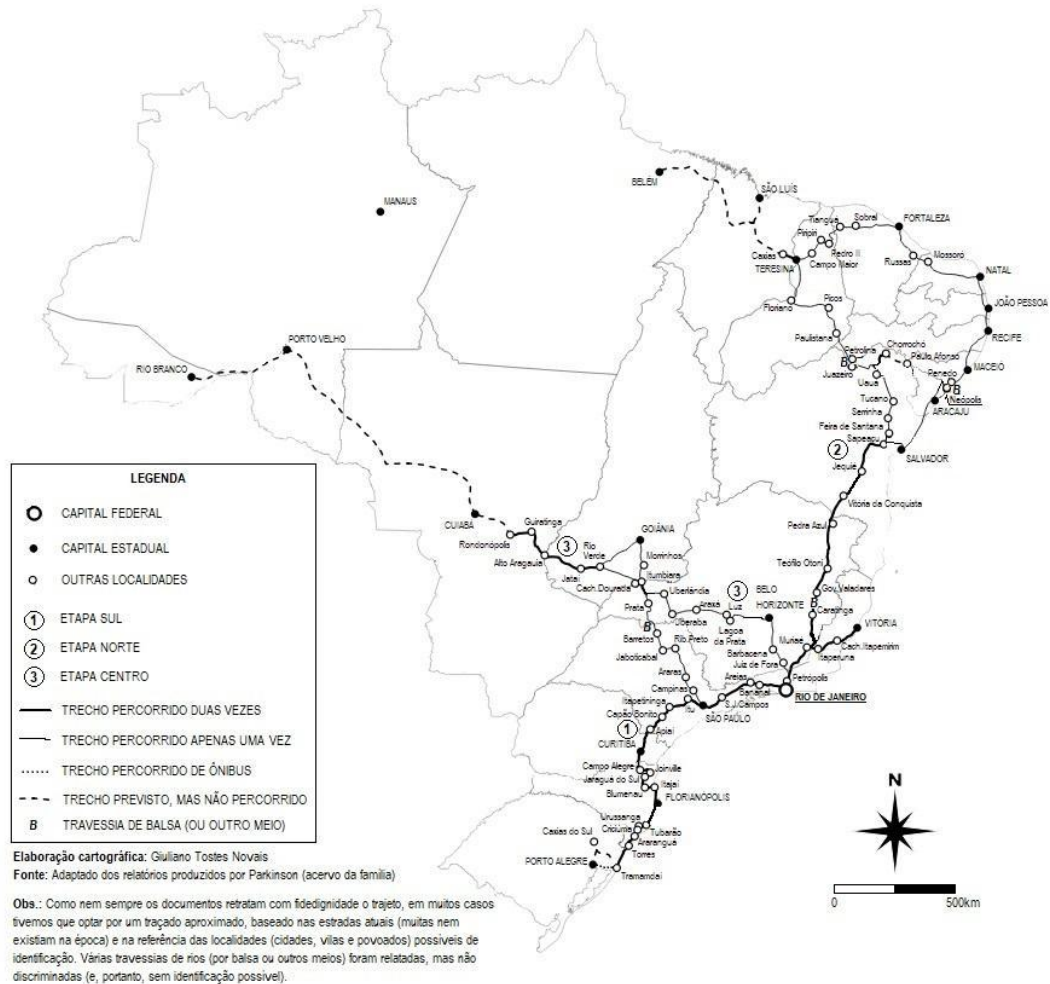 BELÉM
SÃO LUÍS
MANAUS
Tianguá
Sobral
FORTALEZA
Piripiri
Pedro II
Caxias
TERESINA
Campo Maior
Russas
Mossoró
NATAL
Floriano
Picos
JOÃO PESSOA
Paulistana
RECIFE
PORTO VELHO
Petrolina
Chorrochó
Paulo Afonso
RIO BRANCO
B
Juazeiro
MACEIO
Uauá
Penedo
B
Neópolis
Tucano
ARACAJU
Serrinha
Feira de Santana
Sapeaçu
2
SALVADOR
Jequié
Vitória da Conquista
CUIABÁ
Guiratinga
GOIÂNIA
Pedra Azul
Rondonópolis
3
Rio
Verde
Morrinhos
Alto Araguaia
Jataí
Itumbiara
Teófilo Otoni
Cach.Dourada
Uberlândia
3
BELO
HORIZONTE
Gov.Valadares
Prata
Araxá
Luz
B
Caratinga
Uberaba
Lagoa
da Prata
VITÓRIA
B
Barretos
Rib.Preto
Muriaé
Cach.Itapemirim
Jaboticabal
Barbacena
Itaperuna
Juiz de Fora
Araras
Areias
Petrópolis
Campinas
Bananal
Itapetininga
RIO DE JANEIRO
Itu
S.J.Campos
Capão Bonito
SÃO PAULO
1
Apiaí
CURITIBA
Campo Alegre
Joinville
Jaraguá do Sul
Itajaí
Blumenau
FLORIANÓPOLIS
Urussanga
Criciúma
Tubarão
Caxias do Sul
Araranguá
PORTO ALEGRE
Torres
Tramandaí
LEGENDA
CAPITAL FEDERAL
CAPITAL ESTADUAL
OUTRAS LOCALIDADES
1 ETAPA SUL
2 ETAPA NORTE
3 ETAPA CENTRO
TRECHO PERCORRIDO DUAS VEZES
TRECHO PERCORRIDO APENAS UMA VEZ
TRECHO PERCORRIDO DE ÔNIBUS
TRECHO PREVISTO, MAS NÃO PERCORRIDO
B TRAVESSIA DE BALSA (OU OUTRO MEIO)
N
0 500km
Elaboração cartográfica: Giuliano Tostes Novais
Fonte: Adaptado dos relatórios produzidos por Parkinson (acervo da família)
Obs.: Como nem sempre os documentos retratam com fidedignidade o trajeto, em muitos casos
tivemos que optar por um traçado aproximado, baseado nas estradas atuais (muitas nem
existiam na época) e na referência das localidades (cidades, vilas e povoados) possíveis de
identificação. Várias travessias de rios (por balsa ou outros meios) foram relatadas, mas não
discriminadas (e, portanto, sem identificação possível).